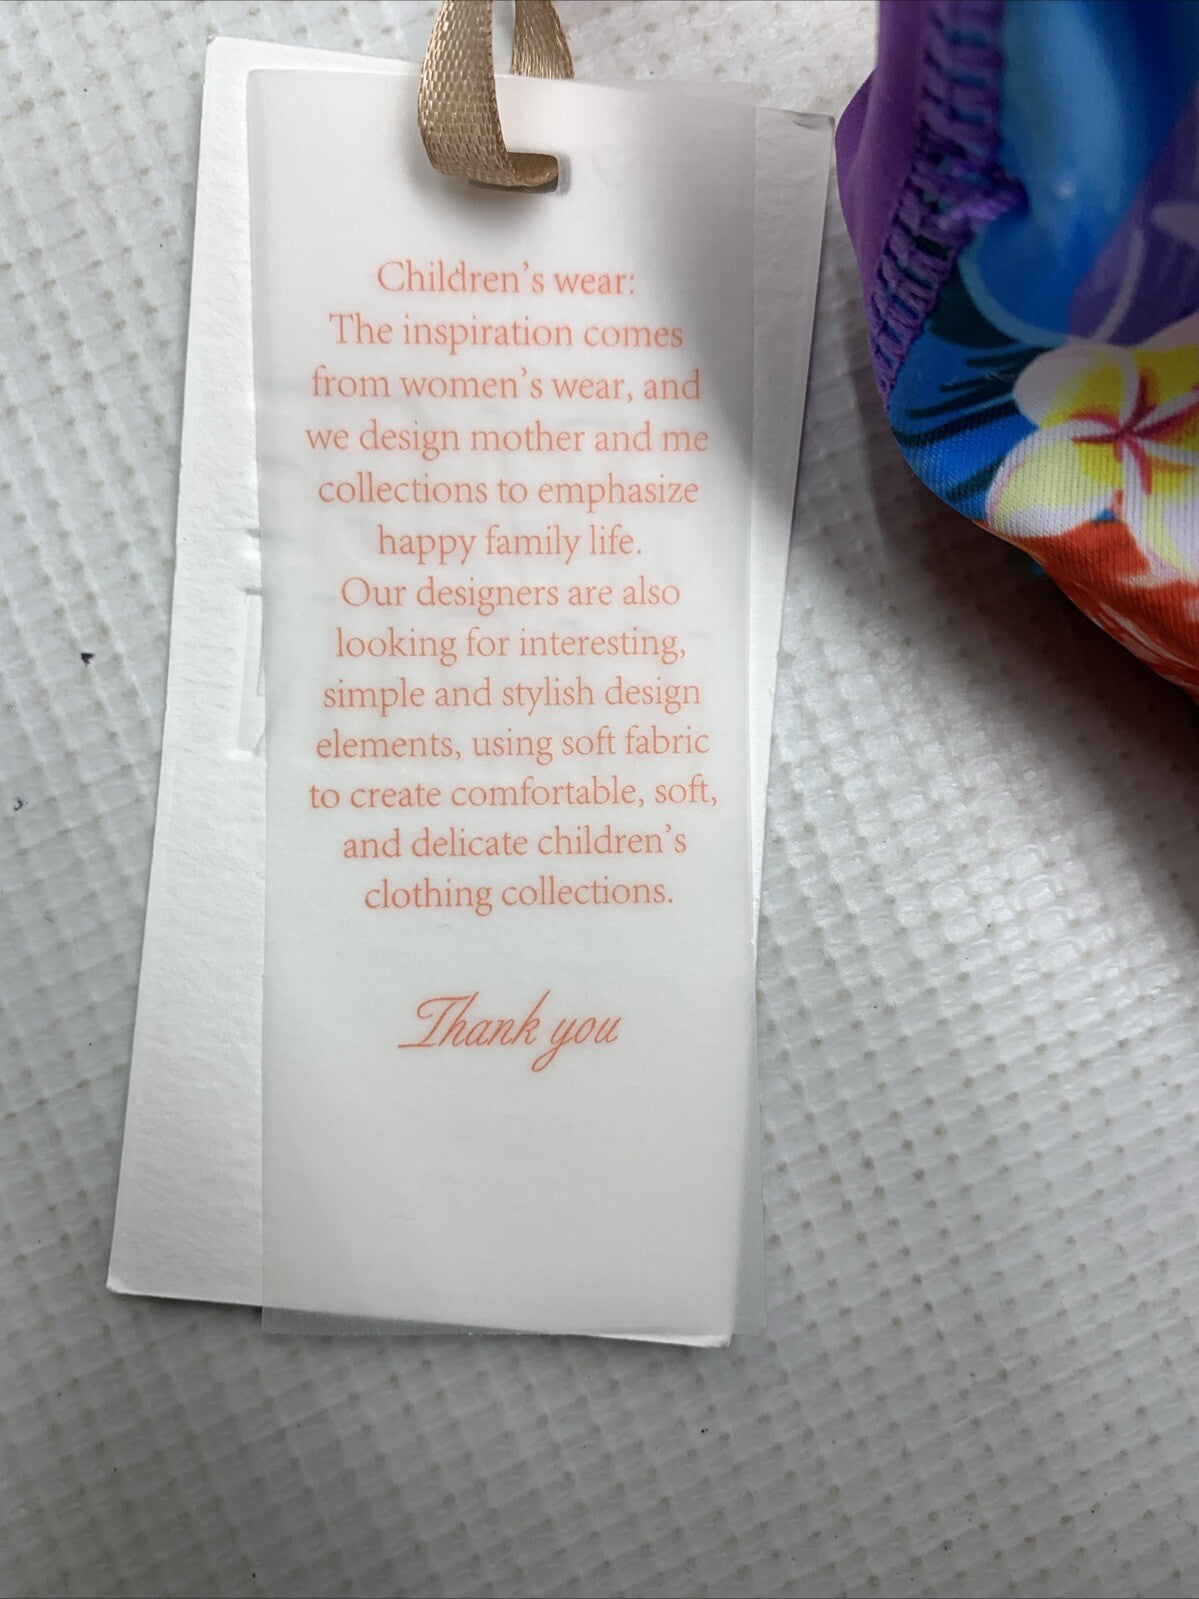 Children's wear:
The inspiration comes
from women's wear, and
we design mother and me
collections to emphasize
happy family life.
Our designers are also
looking for interesting,
simple and stylish design
elements, using soft fabric
to create comfortable, soft,
and delicate children's
clothing collections.
Thank you